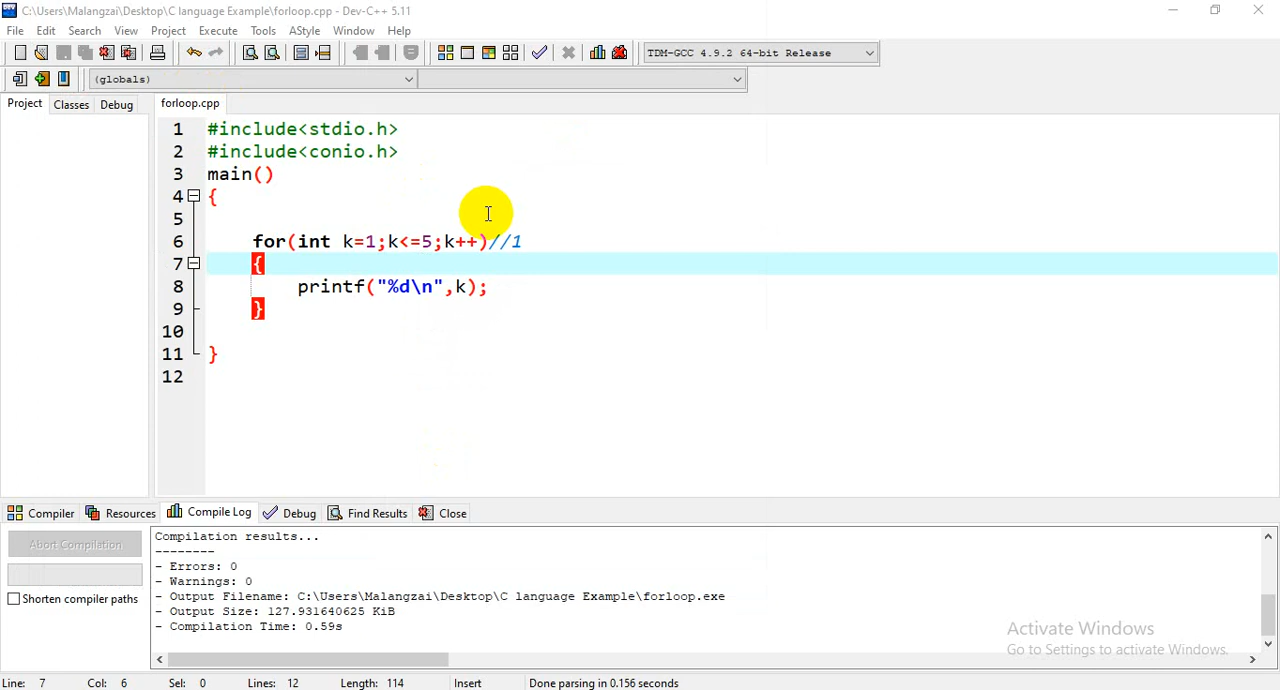 C:\Users\Malangzai\Desktop\C language Example\forloop.cpp - Dev-C++ 5.11
File Edit Search View Project Execute Tools AStyle Window Help
TDM-GCC 4.9.2 64-bit Release
(globals)
Project Classes Debug forloop.cpp
1 #include<stdio.h>
2 #include<conio.h>
3 main()
4 {
5
6 for(int k=1;k<=5;k++)//1
7 {
8 printf("%d\n",k);
9 }
10
11 }
12
Compiler Resources Compile Log Debug Find Results Close
Abort Compilation
Shorten compiler paths
Compilation results...
--------
- Errors: 0
- Warnings: 0
- Output Filename: C:\Users\Malangzai\Desktop\C language Example\forloop.exe
- Output Size: 127.931640625 KiB
- Compilation Time: 0.59s
Activate Windows
Go to Settings to activate Windows.
Line: 7 Col: 6 Sel: 0 Lines: 12 Length: 114 Insert Done parsing in 0.156 seconds